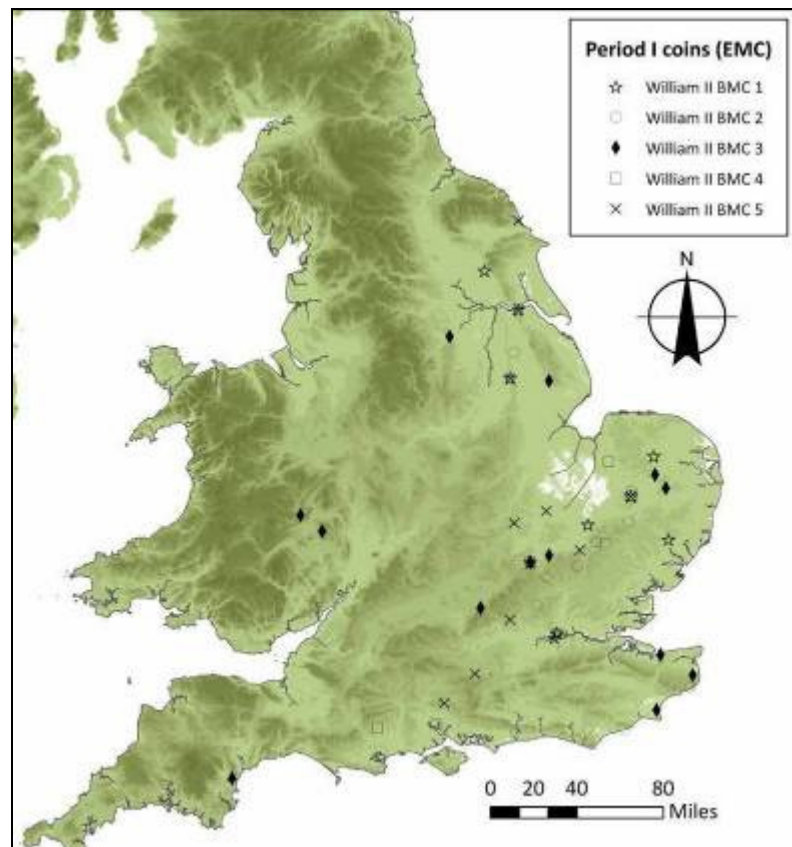 Period I coins (EMC)
William II BMC 1
William II BMC 2
William II BMC 3
William II BMC 4
William II BMC 5
N
0 20 40 80
Miles